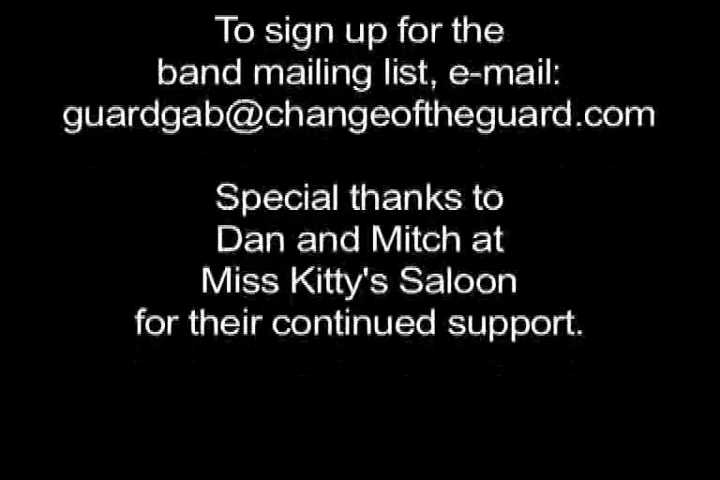 To sign up for the
band mailing list, e-mail:
guardgab@changeoftheguard.com
Special thanks to
Dan and Mitch at
Miss Kitty's Saloon
for their continued support.